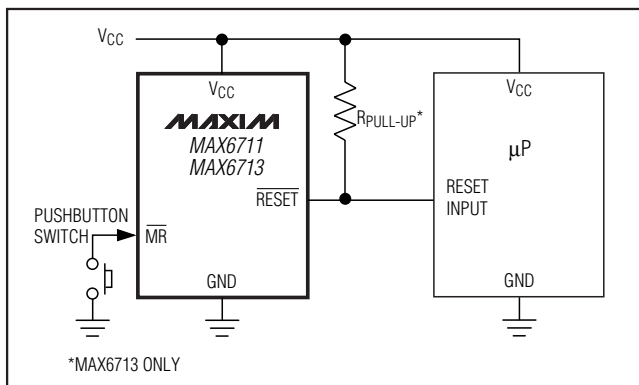 VCC
VCC
MAXIM
MAX6711
MAX6713
RESET
MR
GND
PUSHBUTTON
SWITCH
RPULL-UP*
VCC
µP
RESET
INPUT
GND
*MAX6713 ONLY